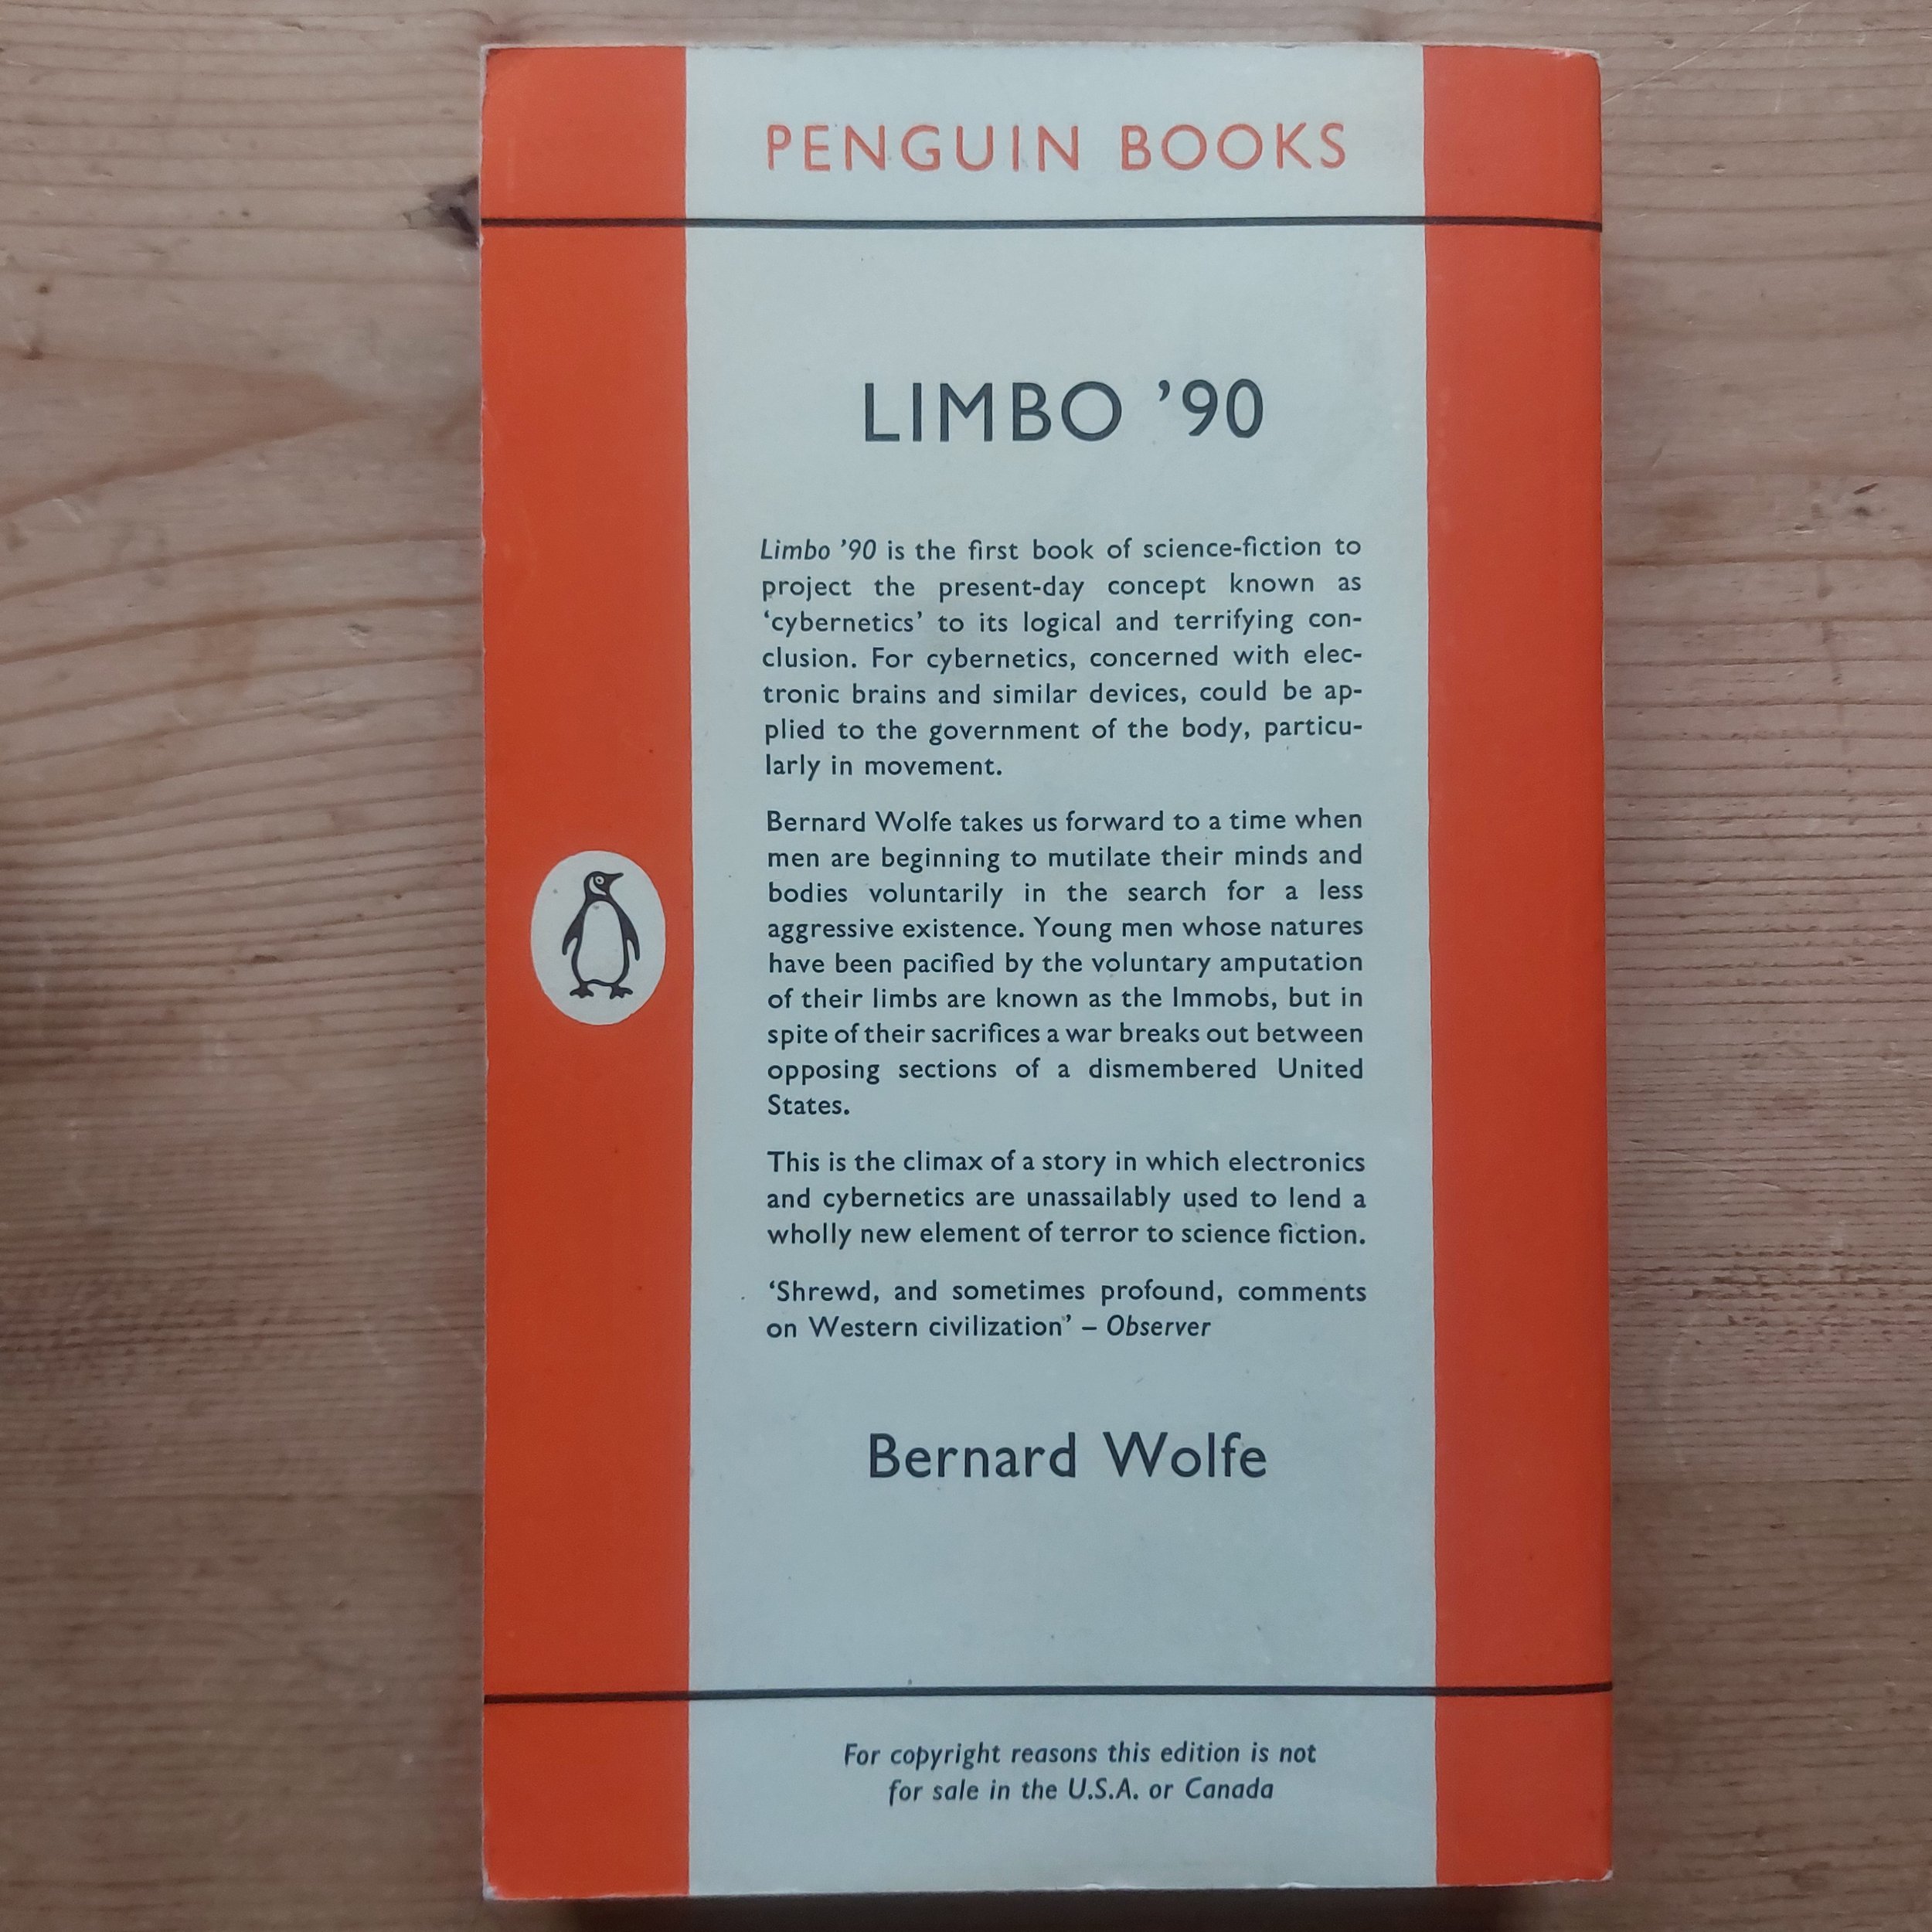 PENGUIN BOOKS
LIMBO ’90
Limbo ’90 is the first book of science-fiction to
project the present-day concept known as
‘cybernetics’ to its logical and terrifying con-
clusion. For cybernetics, concerned with elec-
tronic brains and similar devices, could be ap-
plied to the government of the body, particu-
larly in movement.
Bernard Wolfe takes us forward to a time when
men are beginning to mutilate their minds and
bodies voluntarily in the search for a less
aggressive existence. Young men whose natures
have been pacified by the voluntary amputation
of their limbs are known as the Immobs, but in
spite of their sacrifices a war breaks out between
opposing sections of a dismembered United
States.
This is the climax of a story in which electronics
and cybernetics are unassailably used to lend a
wholly new element of terror to science fiction.
‘Shrewd, and sometimes profound, comments
on Western civilization’ – Observer
Bernard Wolfe
For copyright reasons this edition is not
for sale in the U.S.A. or Canada